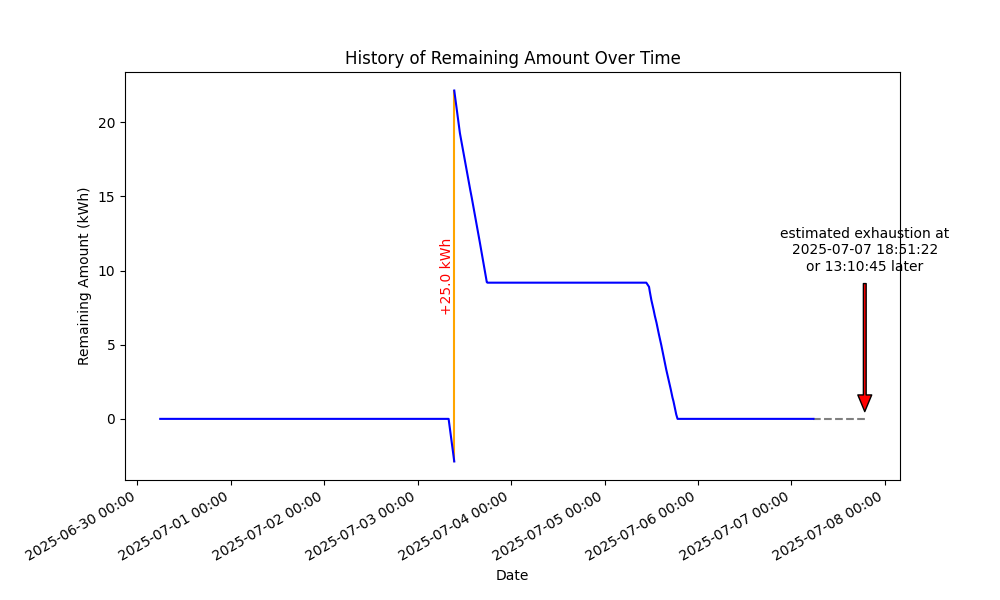 History of Remaining Amount Over Time
Remaining Amount (kWh)
20
15
10
5
0
+25.0 kWh
estimated exhaustion at
2025-07-07 18:51:22
or 13:10:45 later
2025-06-30 00:00
2025-07-01 00:00
2025-07-02 00:00
2025-07-03 00:00
2025-07-04 00:00
2025-07-05 00:00
2025-07-06 00:00
2025-07-07 00:00
2025-07-08 00:00
Date